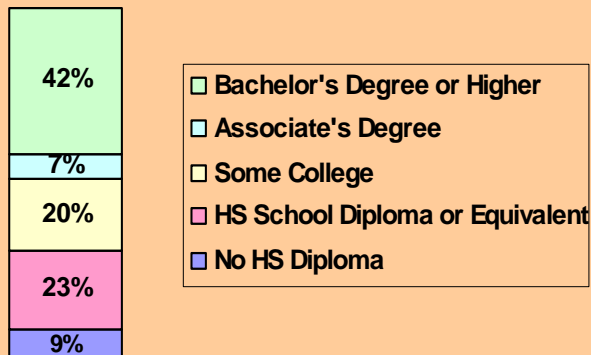 42%
7%
20%
23%
9%
Bachelor's Degree or Higher
Associate's Degree
Some College
HS School Diploma or Equivalent
No HS Diploma